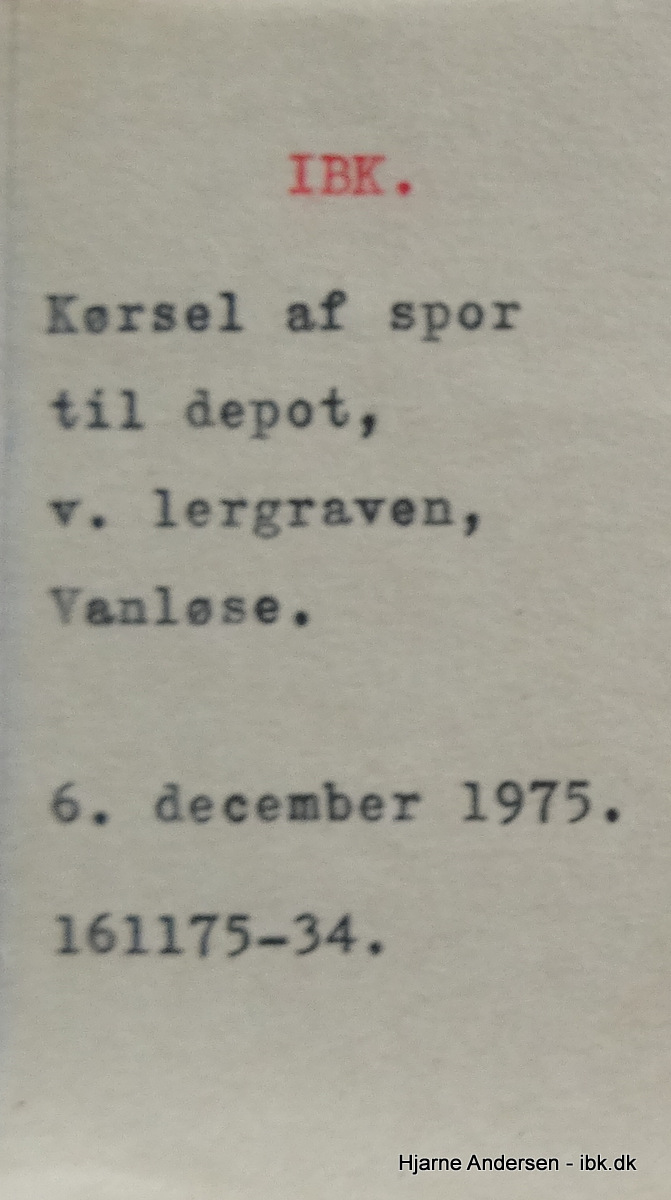 IBK.
Kørsel af spor
til depot,
v. lergraven,
Vanløse.
6. december 1975.
161175-34.
Hjarne Andersen - ibk.dk